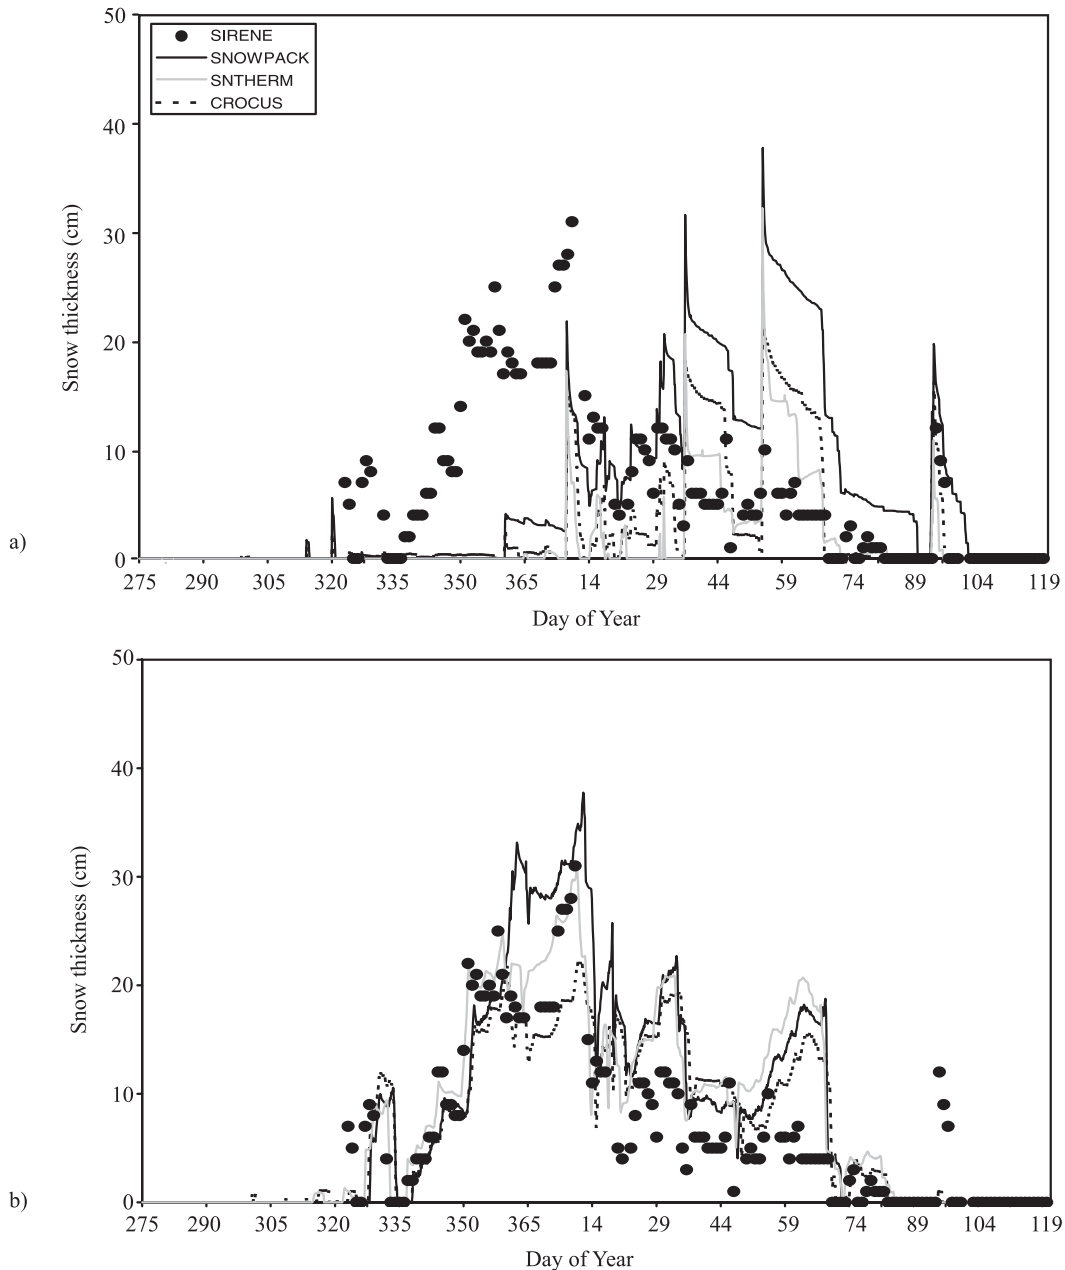 50
SIRENE
SNOWPACK
SNTHERM
CROCUS
40
30
20
10
0
Snow thickness (cm)
a)
275 290 305 320 335 350 365 14 29 44 59 74 89 104 119
Day of Year
50
40
30
20
10
0
Snow thickness (cm)
b)
275 290 305 320 335 350 365 14 29 44 59 74 89 104 119
Day of Year